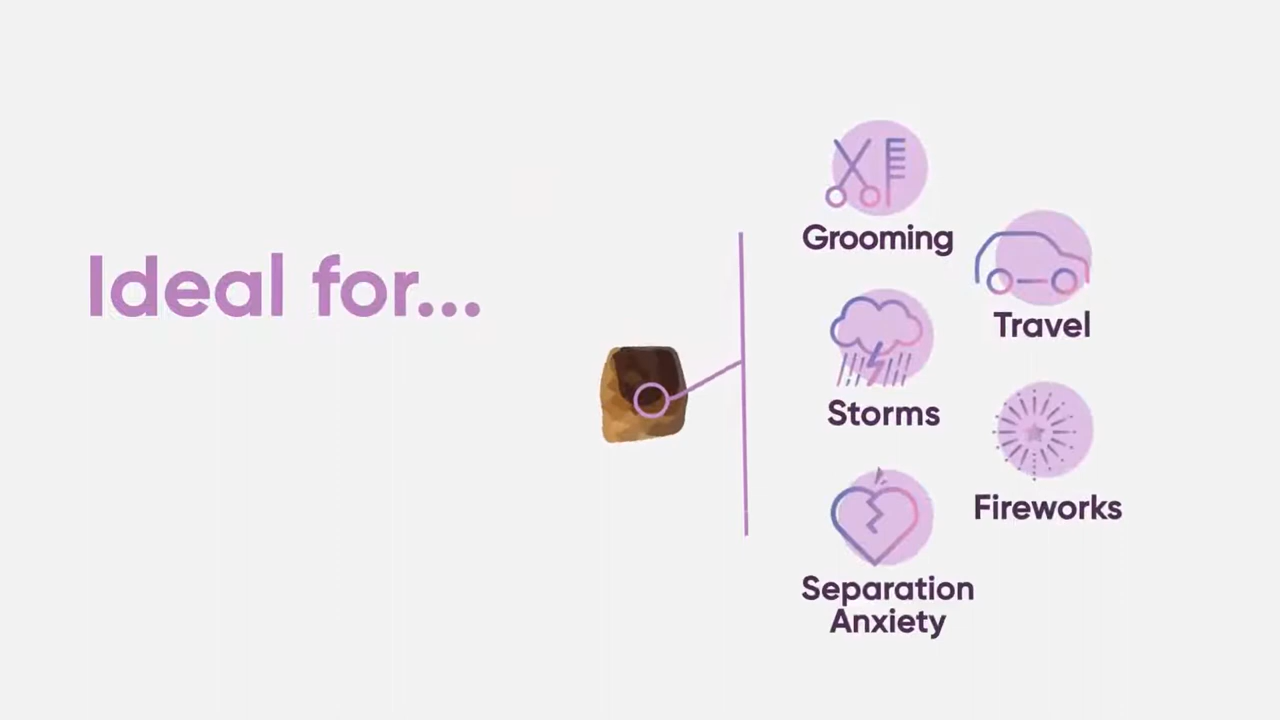 Ideal for...
Grooming
Travel
Storms
Fireworks
Separation
Anxiety